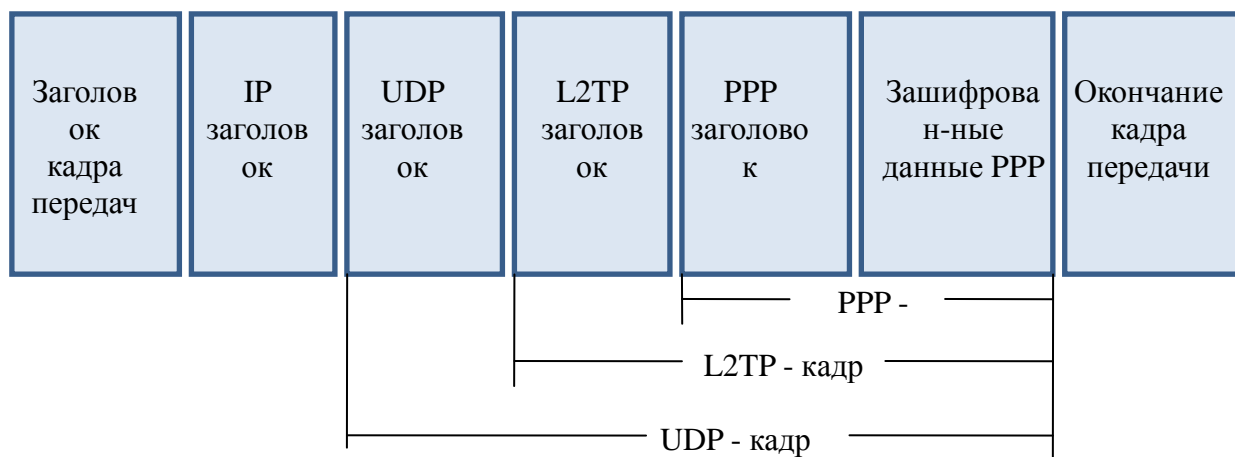 Заголов
ок
кадра
передач
IP
заголов
ок
UDP
заголов
ок
L2TP
заголов
ок
PPP
заголово
к
Зашифрова
н-ные
данные PPP
Окончание
кадра
передачи
PPP -
L2TP - кадр
UDP - кадр